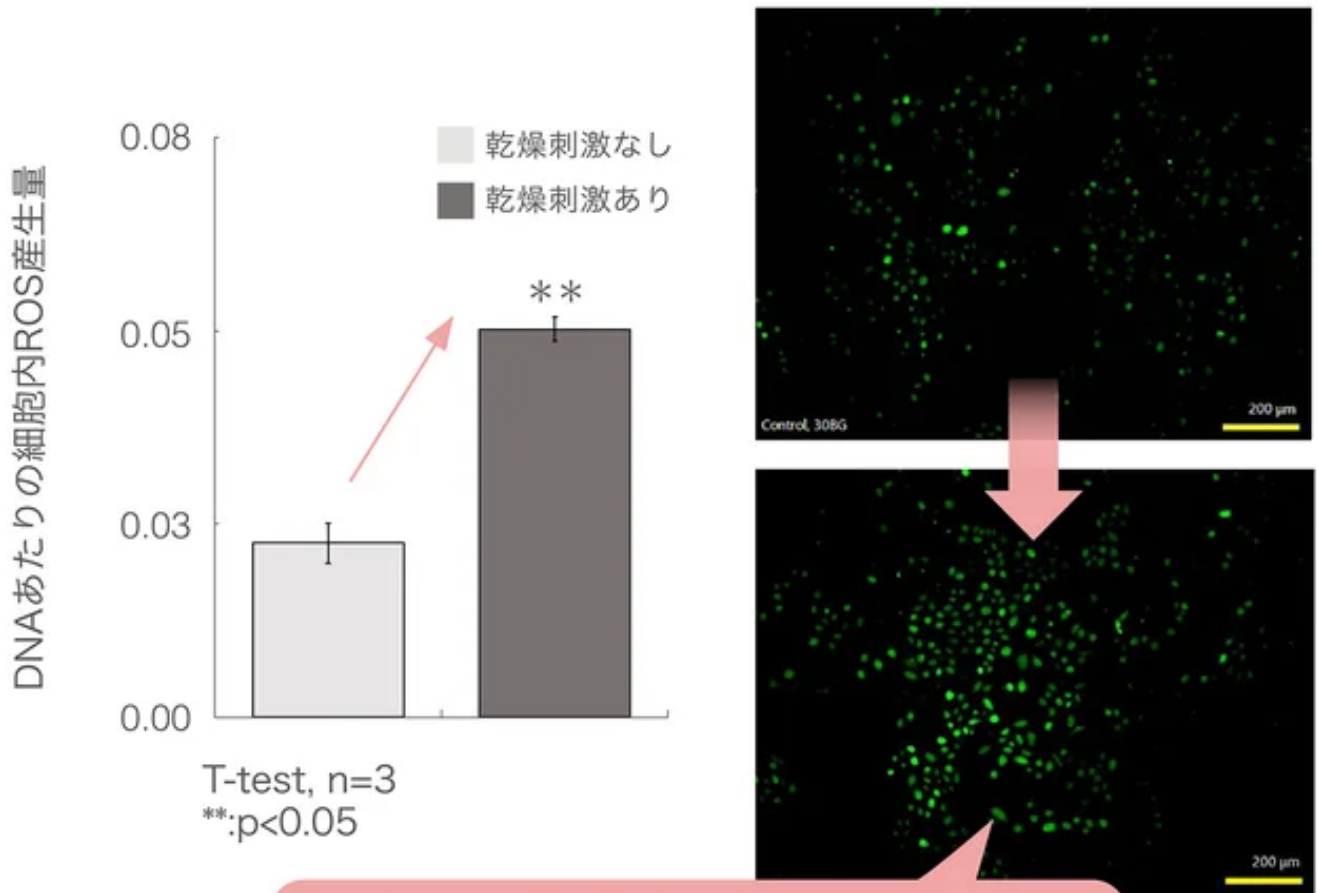 DNAあたりの細胞内ROS産生量
0.08
0.05
0.03
0.00
乾燥刺激なし
乾燥刺激あり
**
T-test, n=3
**:p<0.05
Control, 30BG
200 μm
200 μm